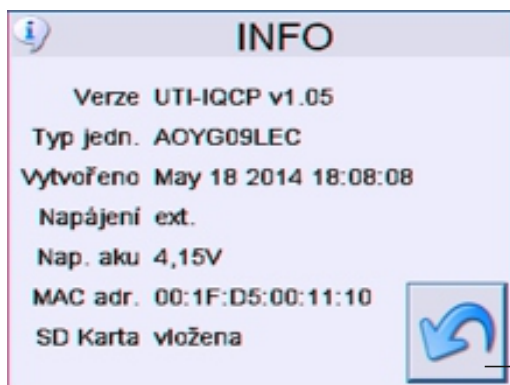 INFO
Verze UTI-IQCP v1.05
Typ jedn. AOYG09LEC
Vytvořeno May 18 2014 18:08:08
Napájení ext.
Nap. aku 4,15V
MAC adr. 00:1F:D5:00:11:10
SD Karta vložena